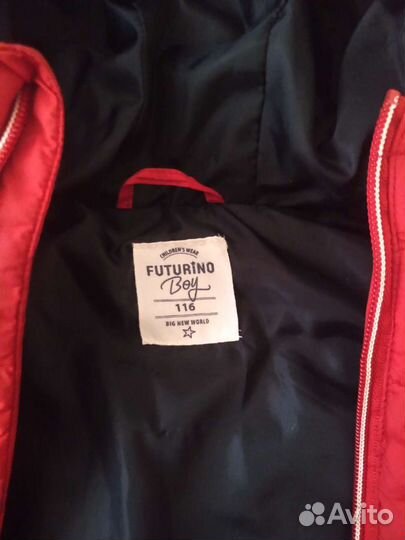 CHILDREN'S WEAR
FUTURiNO
Boy
116
BIG NEW WORLD
Avito